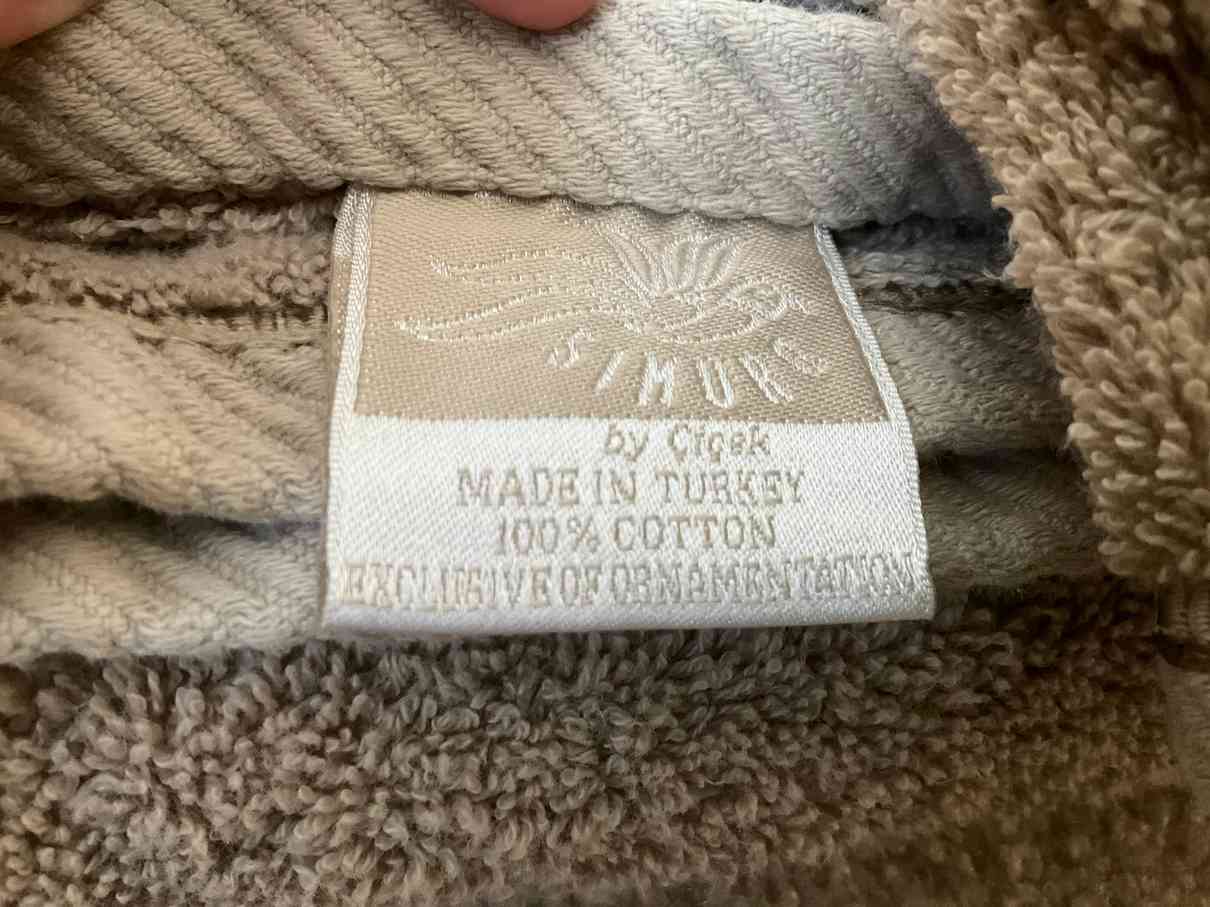 SIMURG
by Çiçek
MADE IN TURKEY
100% COTTON
EXCLUSIVE OF ORNAMENTATION